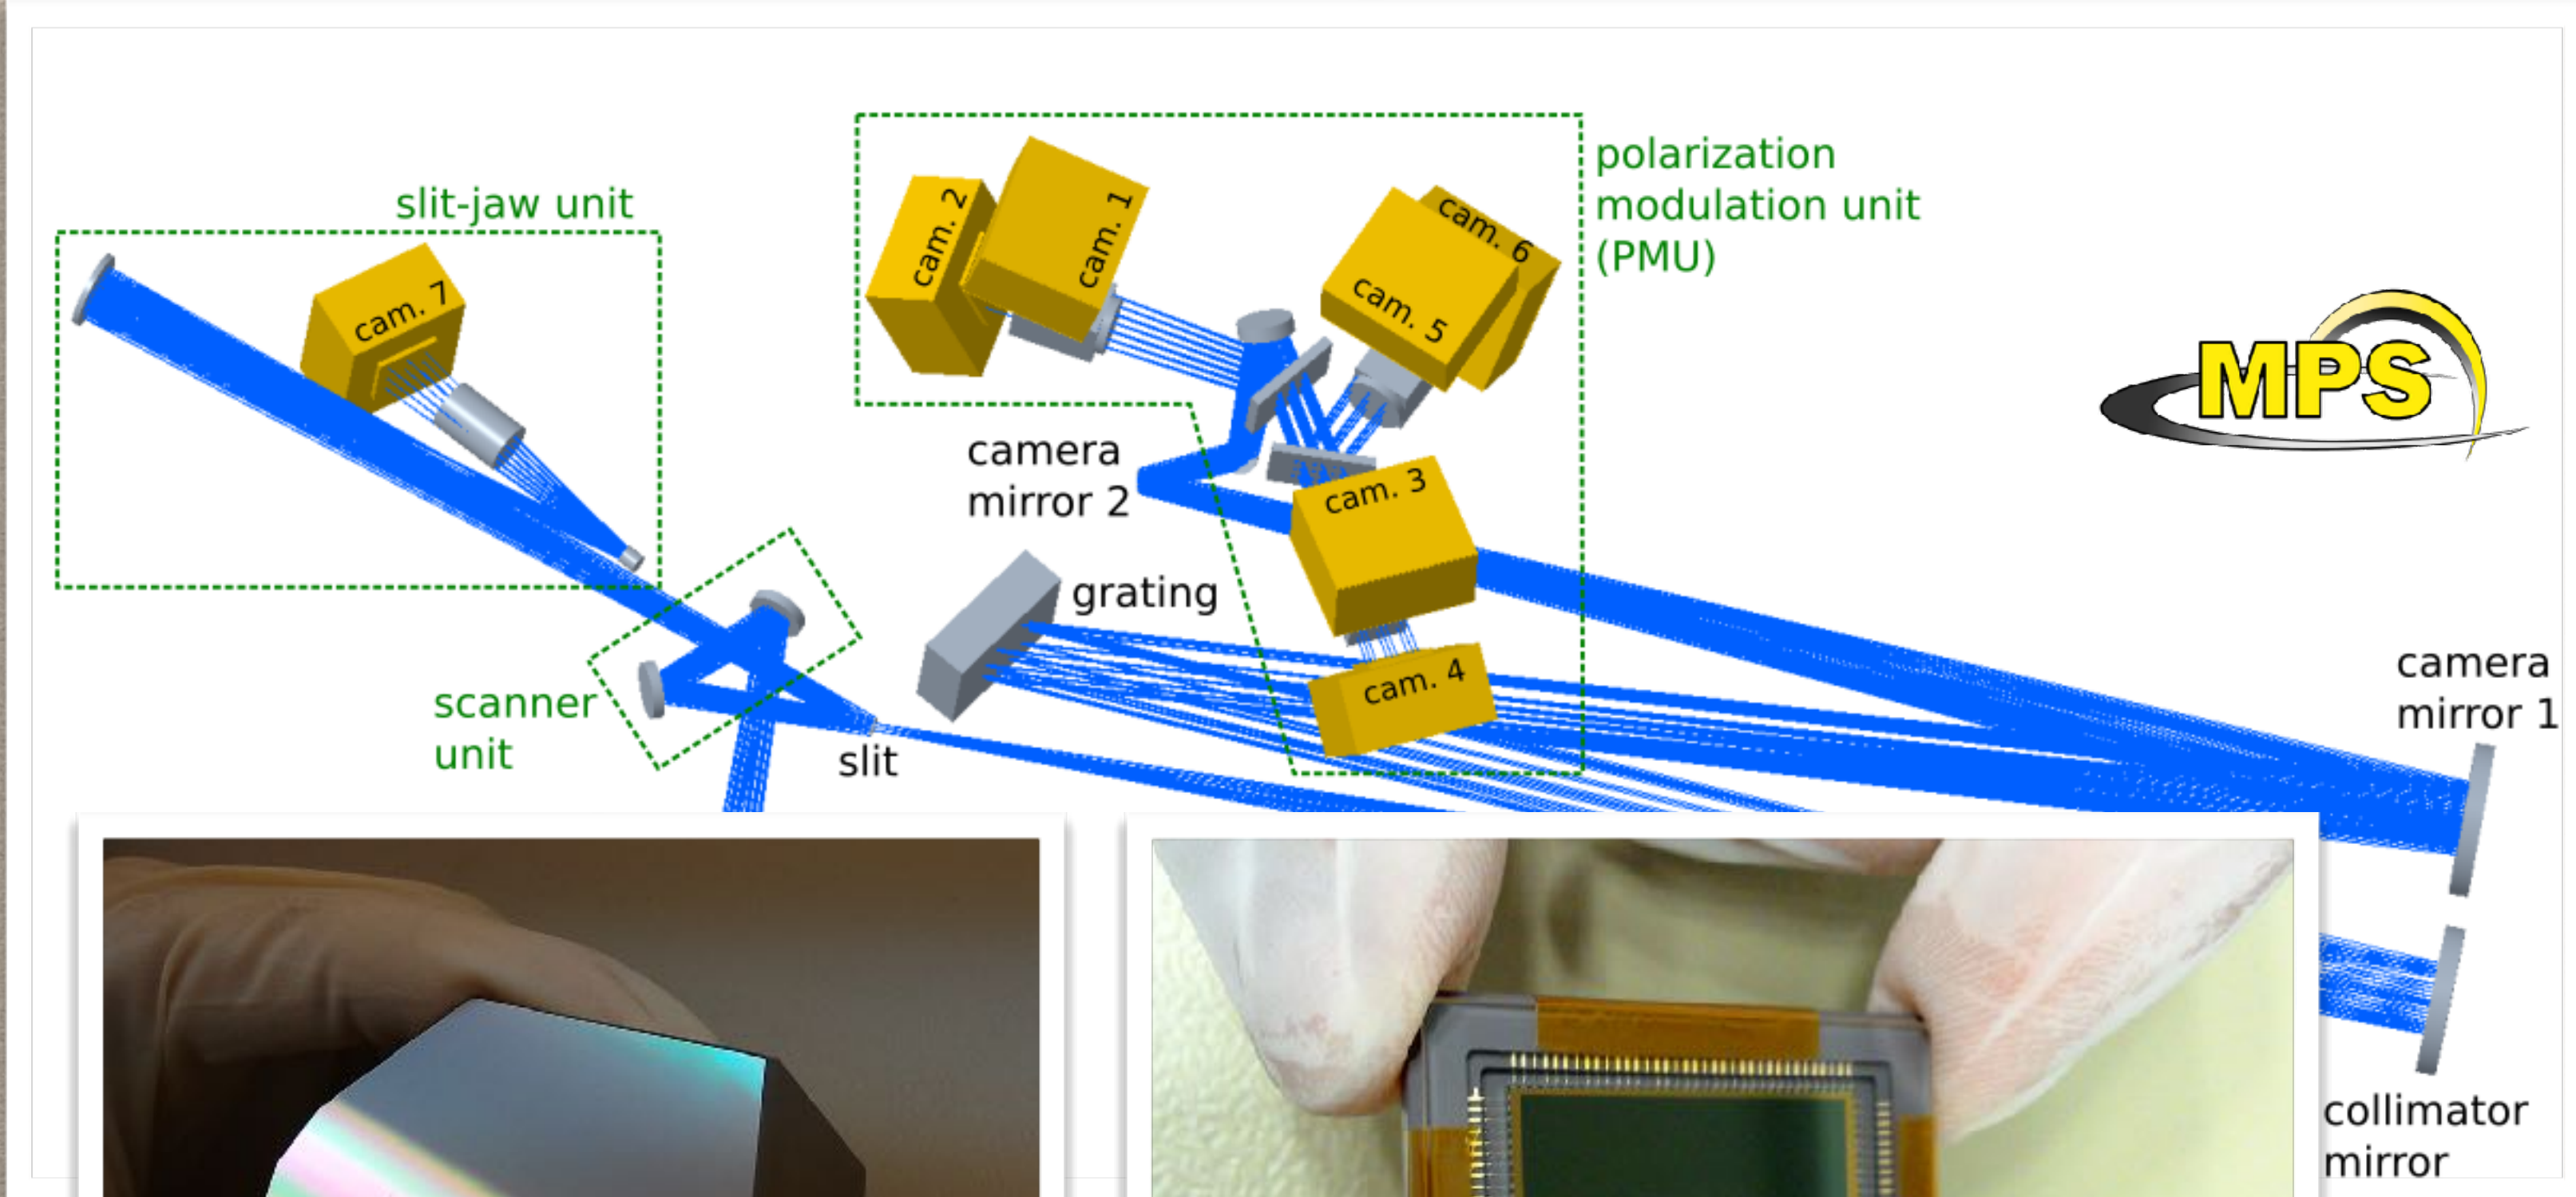 polarization
modulation unit
(PMU)
slit-jaw unit
cam. 2
cam. 1
cam. 6
cam. 5
cam. 7
MPS
camera
mirror 2
cam. 3
grating
cam. 4
camera
mirror 1
scanner
unit
slit
collimator
mirror